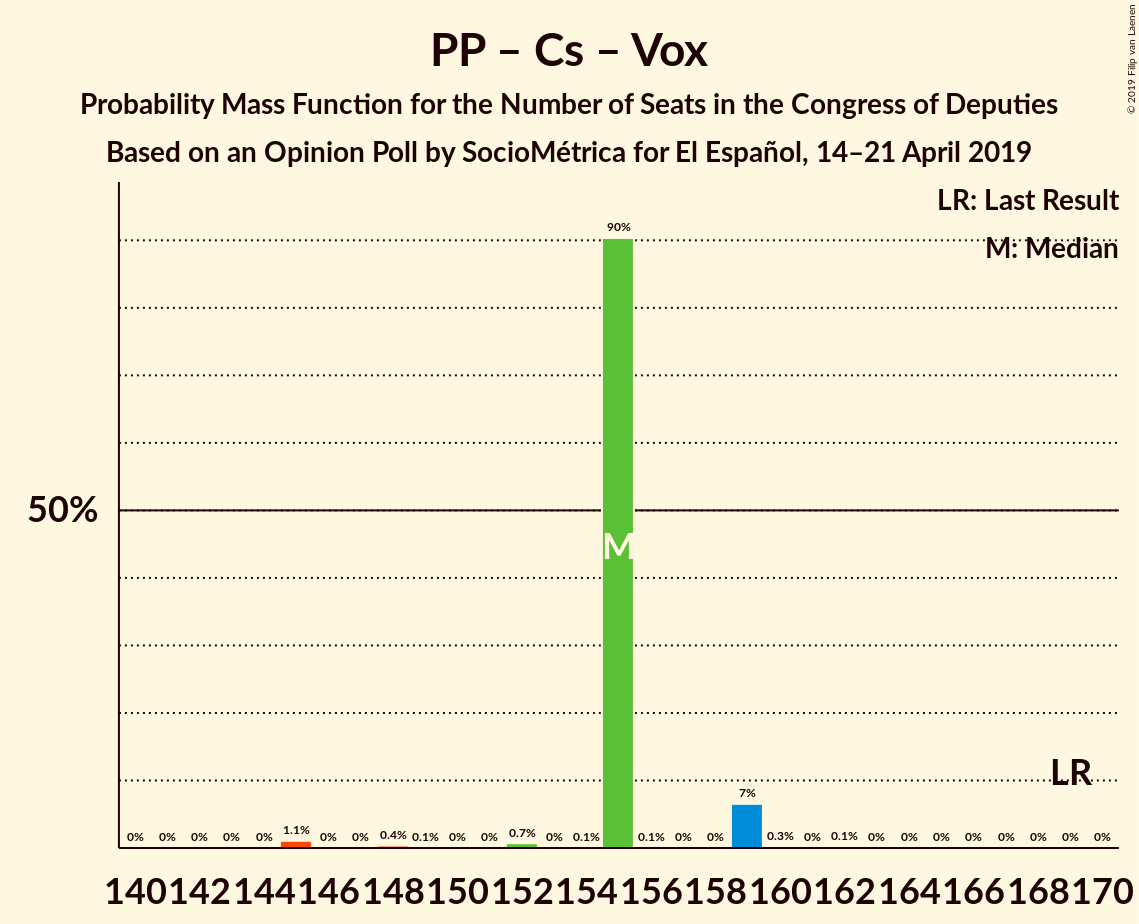 PP – Cs – Vox
Probability Mass Function for the Number of Seats in the Congress of Deputies
Based on an Opinion Poll by SocioMétrica for El Español, 14–21 April 2019
© 2019 Filip van Laenen
LR: Last Result
M: Median
90%
50%
M
LR
7%
0% 0% 0% 0% 0% 1.1% 0% 0% 0.4% 0.1% 0% 0% 0.7% 0% 0.1% 0.1% 0% 0% 0.3% 0% 0.1% 0% 0% 0% 0% 0% 0% 0% 0%
140 142 144 146 148 150 152 154 156 158 160 162 164 166 168 170